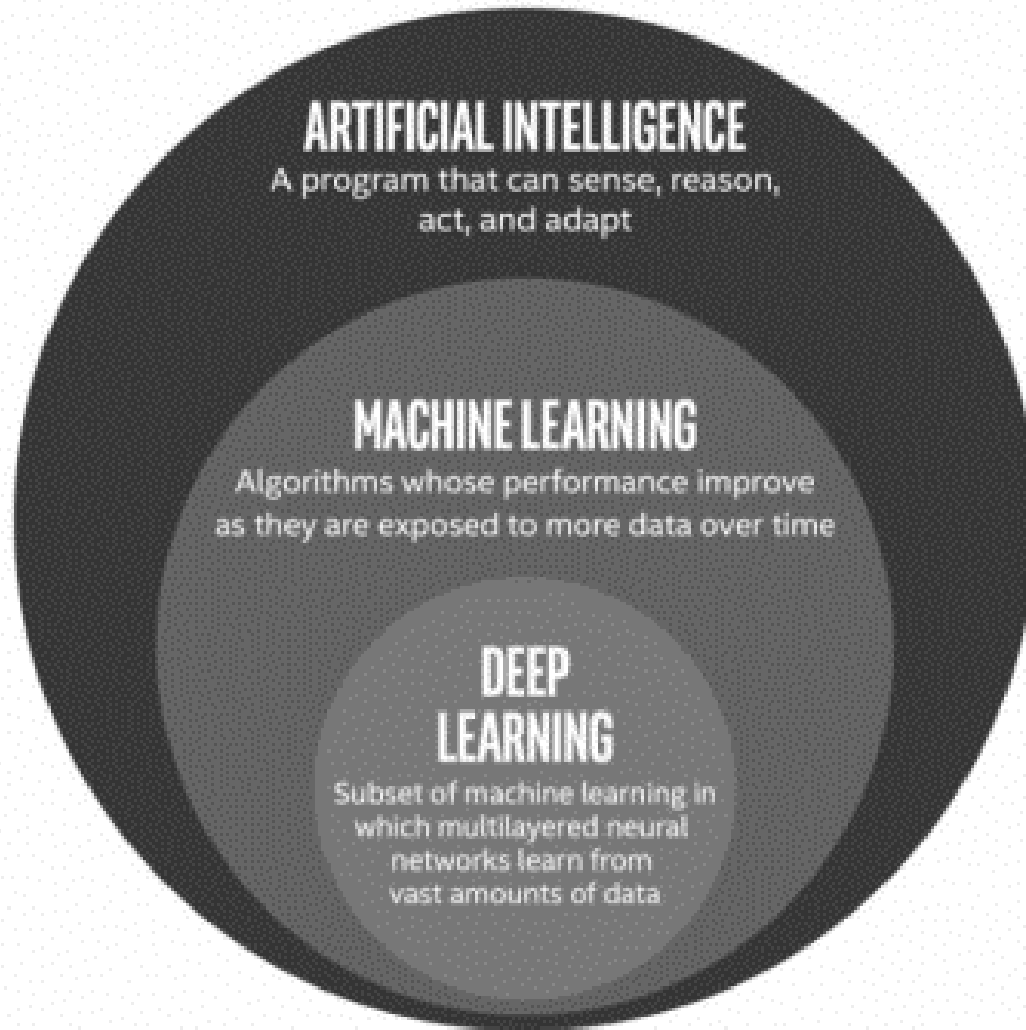 ARTIFICIAL INTELLIGENCE
A program that can sense, reason,
act, and adapt
MACHINE LEARNING
Algorithms whose performance improve
as they are exposed to more data over time
DEEP
LEARNING
Subset of machine learning in
which multilayered neural
networks learn from
vast amounts of data